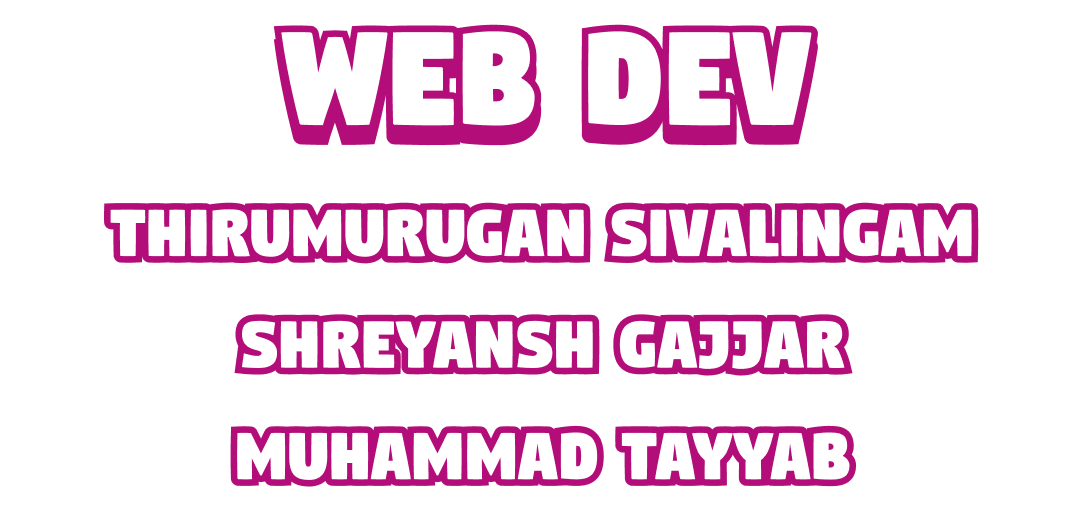 WEB DEV
THIRUMURUGAN SIVALINGAM
SHREYANSH GAJJAR
MUHAMMAD TAYYAB